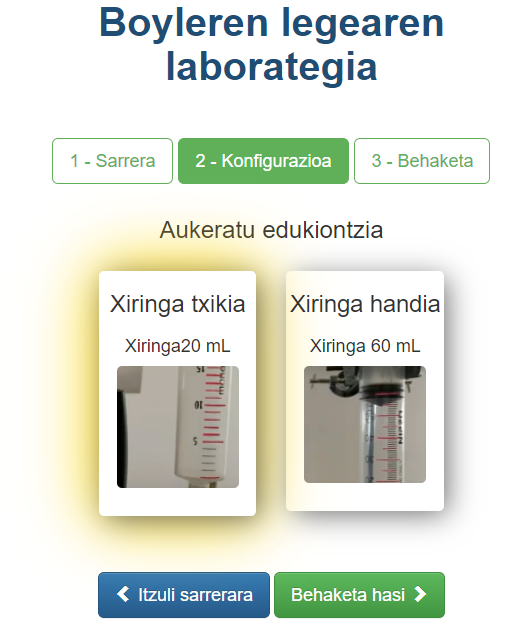 Boyleren legearen
laborategia
1 - Sarrera
2 - Konfigurazioa
3 - Behaketa
Aukeratu edukiontzia
Xiringa txikia
Xiringa20 mL
15
10
5
Xiringa handia
Xiringa 60 mL
Itzuli sarrerara
Behaketa hasi